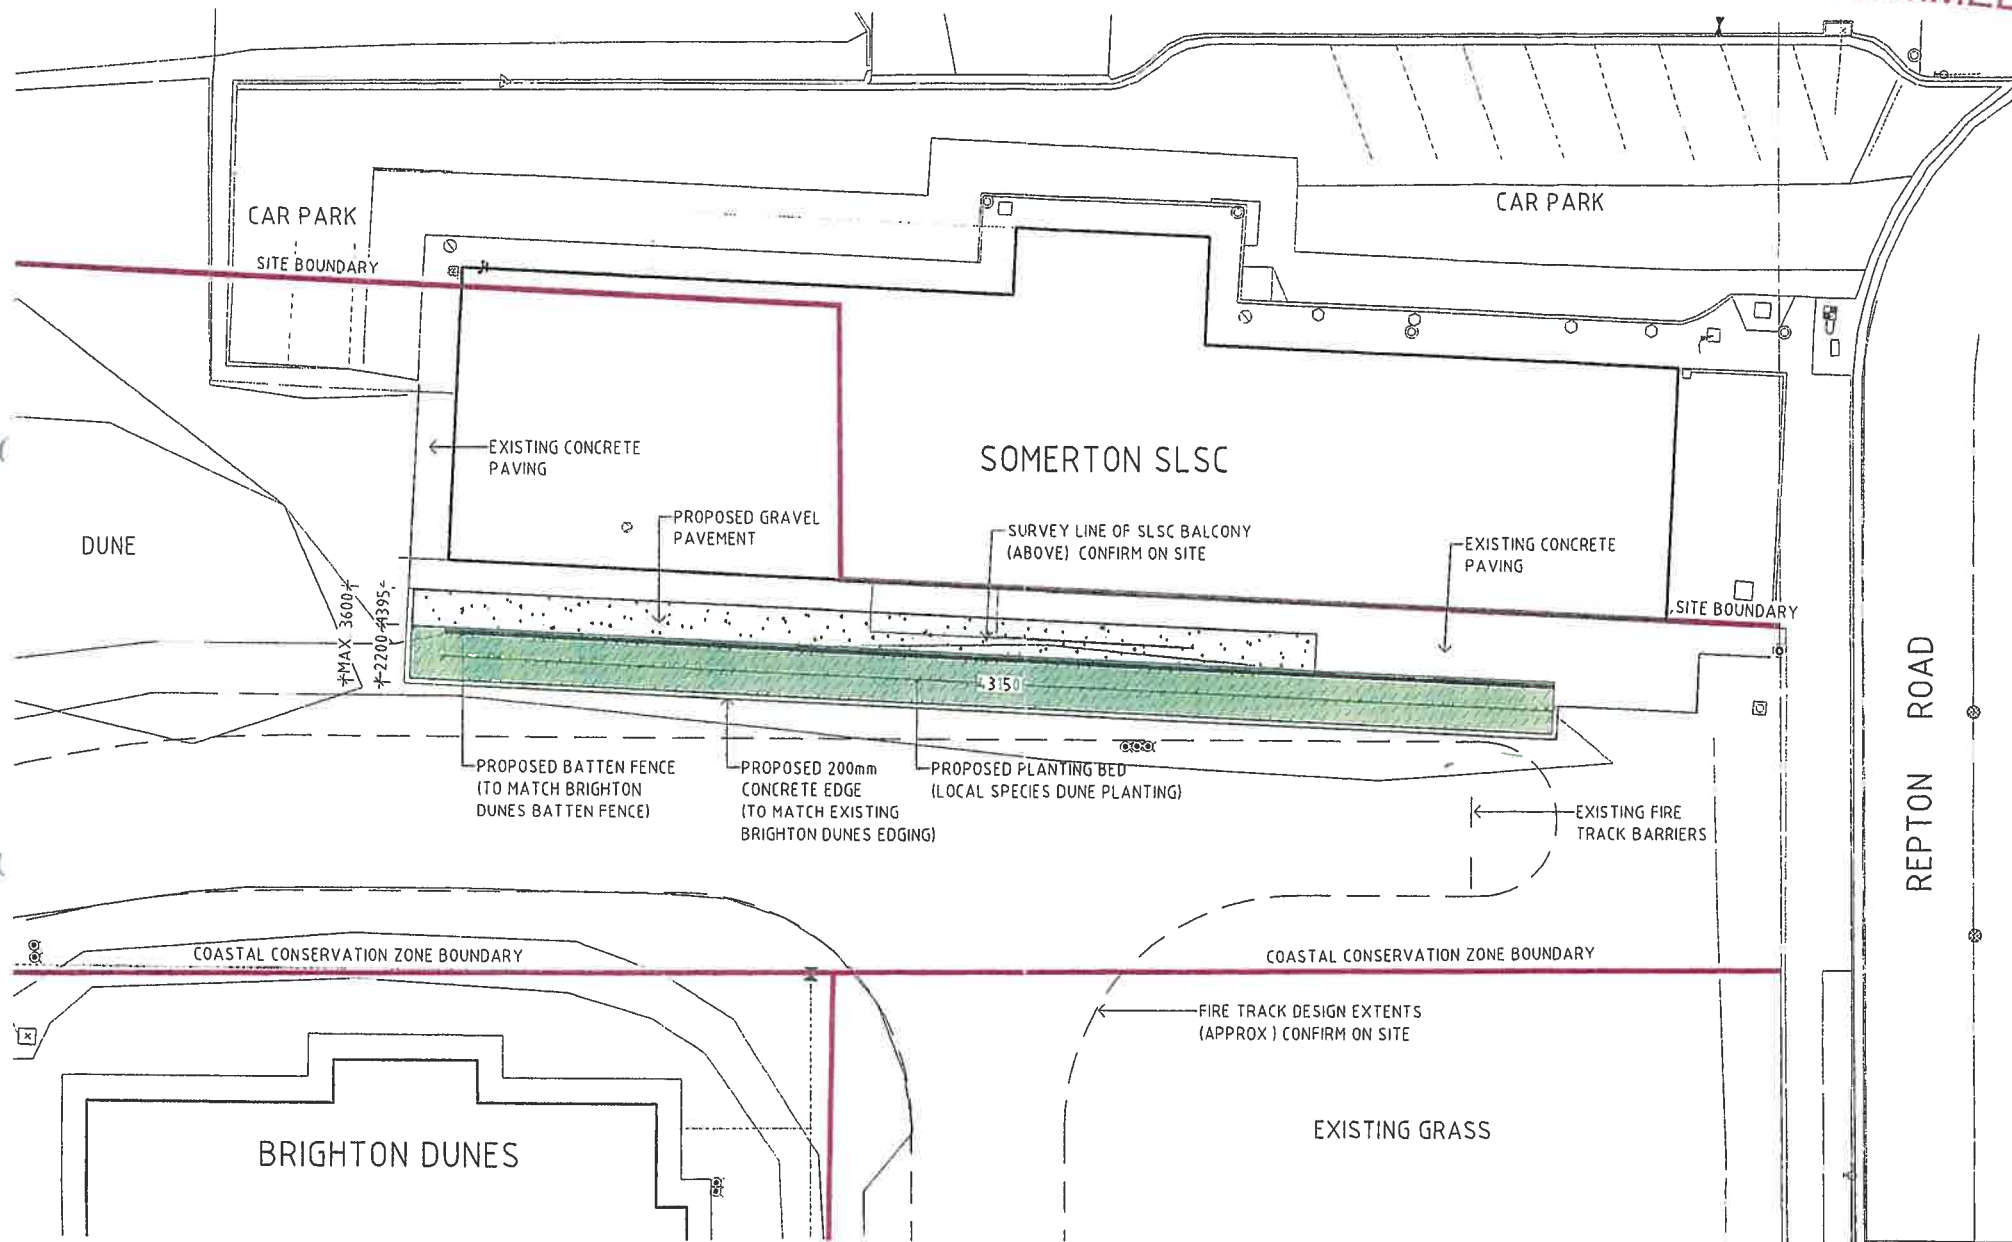 CAR PARK
CAR PARK
SITE BOUNDARY
EXISTING CONCRETE
PAVING
SOMERTON SLSC
DUNE
PROPOSED GRAVEL
PAVEMENT
SURVEY LINE OF SLSC BALCONY
(ABOVE) CONFIRM ON SITE
EXISTING CONCRETE
PAVING
SITE BOUNDARY
MAX 3600
2200
1395
43150
REPTON ROAD
PROPOSED BATTEN FENCE
(TO MATCH BRIGHTON
DUNES BATTEN FENCE)
PROPOSED 200mm
CONCRETE EDGE
(TO MATCH EXISTING
BRIGHTON DUNES EDGING)
PROPOSED PLANTING BED
(LOCAL SPECIES DUNE PLANTING)
EXISTING FIRE
TRACK BARRIERS
COASTAL CONSERVATION ZONE BOUNDARY
COASTAL CONSERVATION ZONE BOUNDARY
FIRE TRACK DESIGN EXTENTS
(APPROX ) CONFIRM ON SITE
EXISTING GRASS
BRIGHTON DUNES